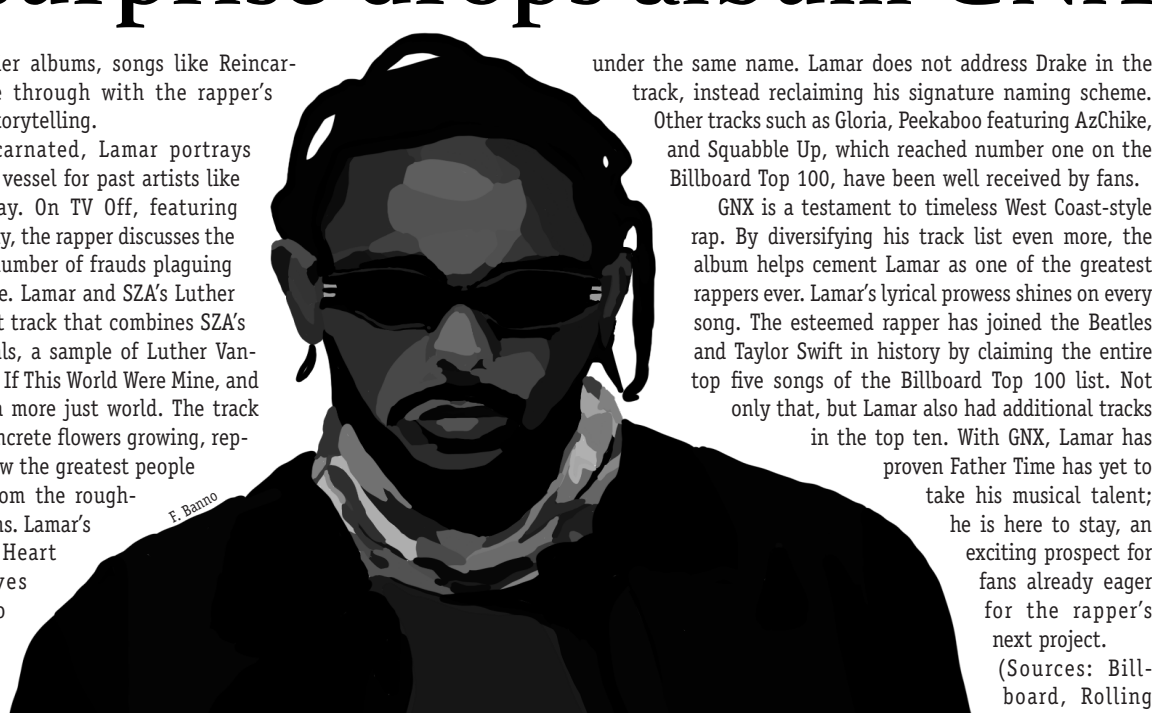 surprise drops album GNX
er albums, songs like Reincar-
e through with the rapper's
torytelling.
carnated, Lamar portrays
vessel for past artists like
ay. On TV Off, featuring
y, the rapper discusses the
number of frauds plaguing
e. Lamar and SZA's Luther
t track that combines SZA's
ls, a sample of Luther Van-
If This World Were Mine, and
more just world. The track
ncrete flowers growing, rep-
w the greatest people
om the rough-
ns. Lamar's
Heart
ves
F. Banno
under the same name. Lamar does not address Drake in the
track, instead reclaiming his signature naming scheme.
Other tracks such as Gloria, Peekaboo featuring AzChike,
and Squabble Up, which reached number one on the
Billboard Top 100, have been well received by fans.
GNX is a testament to timeless West Coast-style
rap. By diversifying his track list even more, the
album helps cement Lamar as one of the greatest
rappers ever. Lamar's lyrical prowess shines on every
song. The esteemed rapper has joined the Beatles
and Taylor Swift in history by claiming the entire
top five songs of the Billboard Top 100 list. Not
only that, but Lamar also had additional tracks
in the top ten. With GNX, Lamar has
proven Father Time has yet to
take his musical talent;
he is here to stay, an
exciting prospect for
fans already eager
for the rapper's
next project.
(Sources: Bill-
board, Rolling